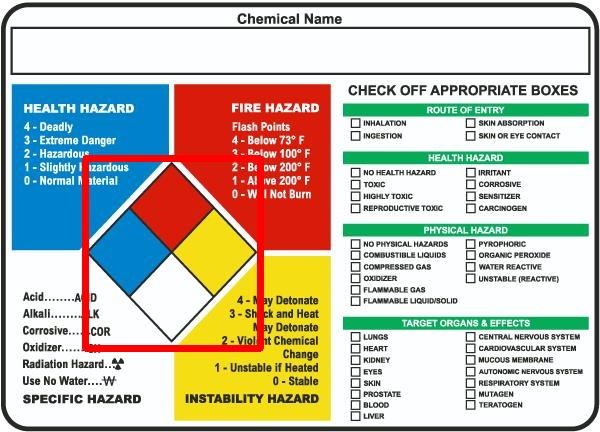 Chemical Name
HEALTH HAZARD
4 - Deadly
3 - Extreme Danger
2 - Hazardous
1 - Slightly Hazardous
0 - Normal Material
FIRE HAZARD
Flash Points
4 - Below 73° F
3 - Below 100° F
2 - Below 200° F
1 - Above 200° F
0 - Will Not Burn
Acid.......ACID
Alkali.......ALK
Corrosive....COR
Oxidizer.....
Radiation Hazard...
Use No Water....W
SPECIFIC HAZARD
4 - May Detonate
3 - Shock and Heat
May Detonate
2 - Violent Chemical
Change
1 - Unstable if Heated
0 - Stable
INSTABILITY HAZARD
CHECK OFF APPROPRIATE BOXES
ROUTE OF ENTRY
INHALATION
INGESTION
SKIN ABSORPTION
SKIN OR EYE CONTACT
HEALTH HAZARD
NO HEALTH HAZARD
TOXIC
HIGHLY TOXIC
REPRODUCTIVE TOXIC
IRRITANT
CORROSIVE
SENSITIZER
CARCINOGEN
PHYSICAL HAZARD
NO PHYSICAL HAZARDS
COMBUSTIBLE LIQUIDS
COMPRESSED GAS
OXIDIZER
FLAMMABLE GAS
FLAMMABLE LIQUID/SOLID
PYROPHORIC
ORGANIC PEROXIDE
WATER REACTIVE
UNSTABLE (REACTIVE)
TARGET ORGANS & EFFECTS
LUNGS
HEART
KIDNEY
EYES
SKIN
PROSTATE
BLOOD
LIVER
CENTRAL NERVOUS SYSTEM
CARDIOVASCULAR SYSTEM
MUCOUS MEMBRANE
AUTONOMIC NERVOUS SYSTEM
RESPIRATORY SYSTEM
MUTAGEN
TERATOGEN